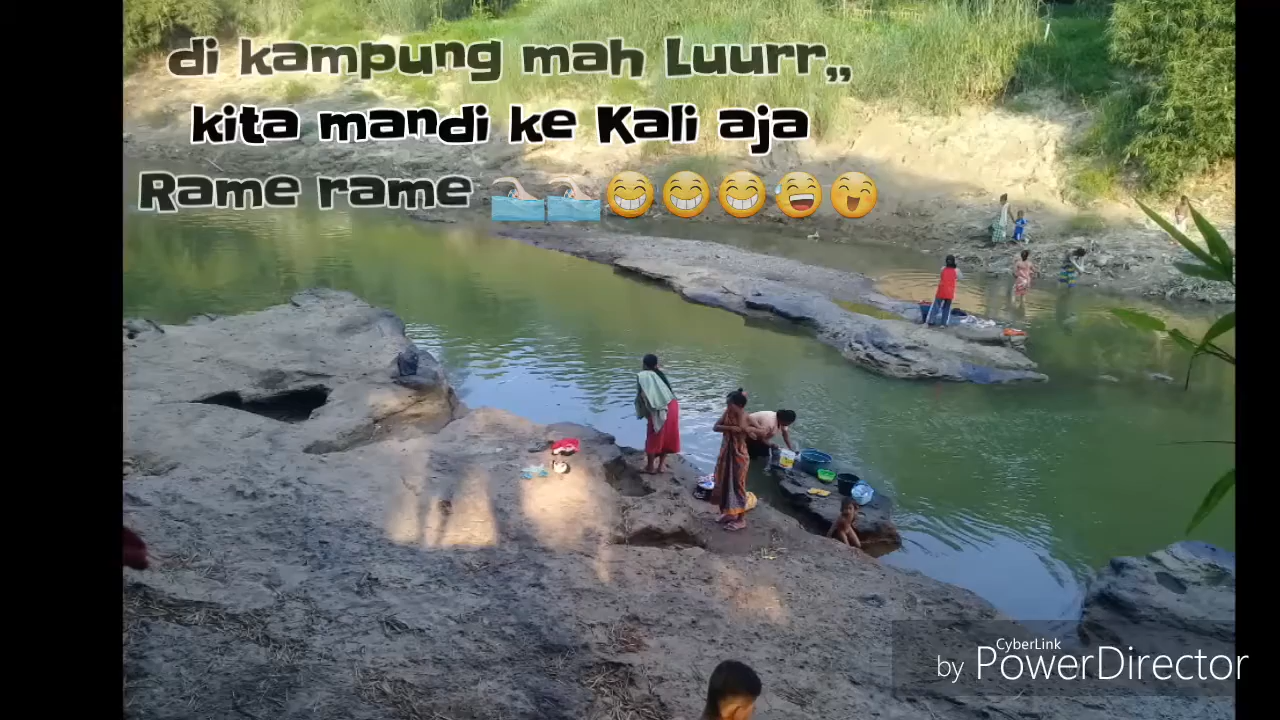 di kampung mah Luurr,,
kita mandi ke Kali aja
Rame rame 🏊🏊😁😁😁😅😄
CyberLink
by PowerDirector